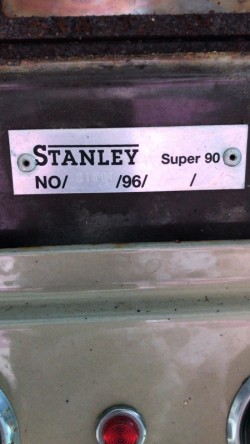 STANLEY Super 90
NO/ /96/ /